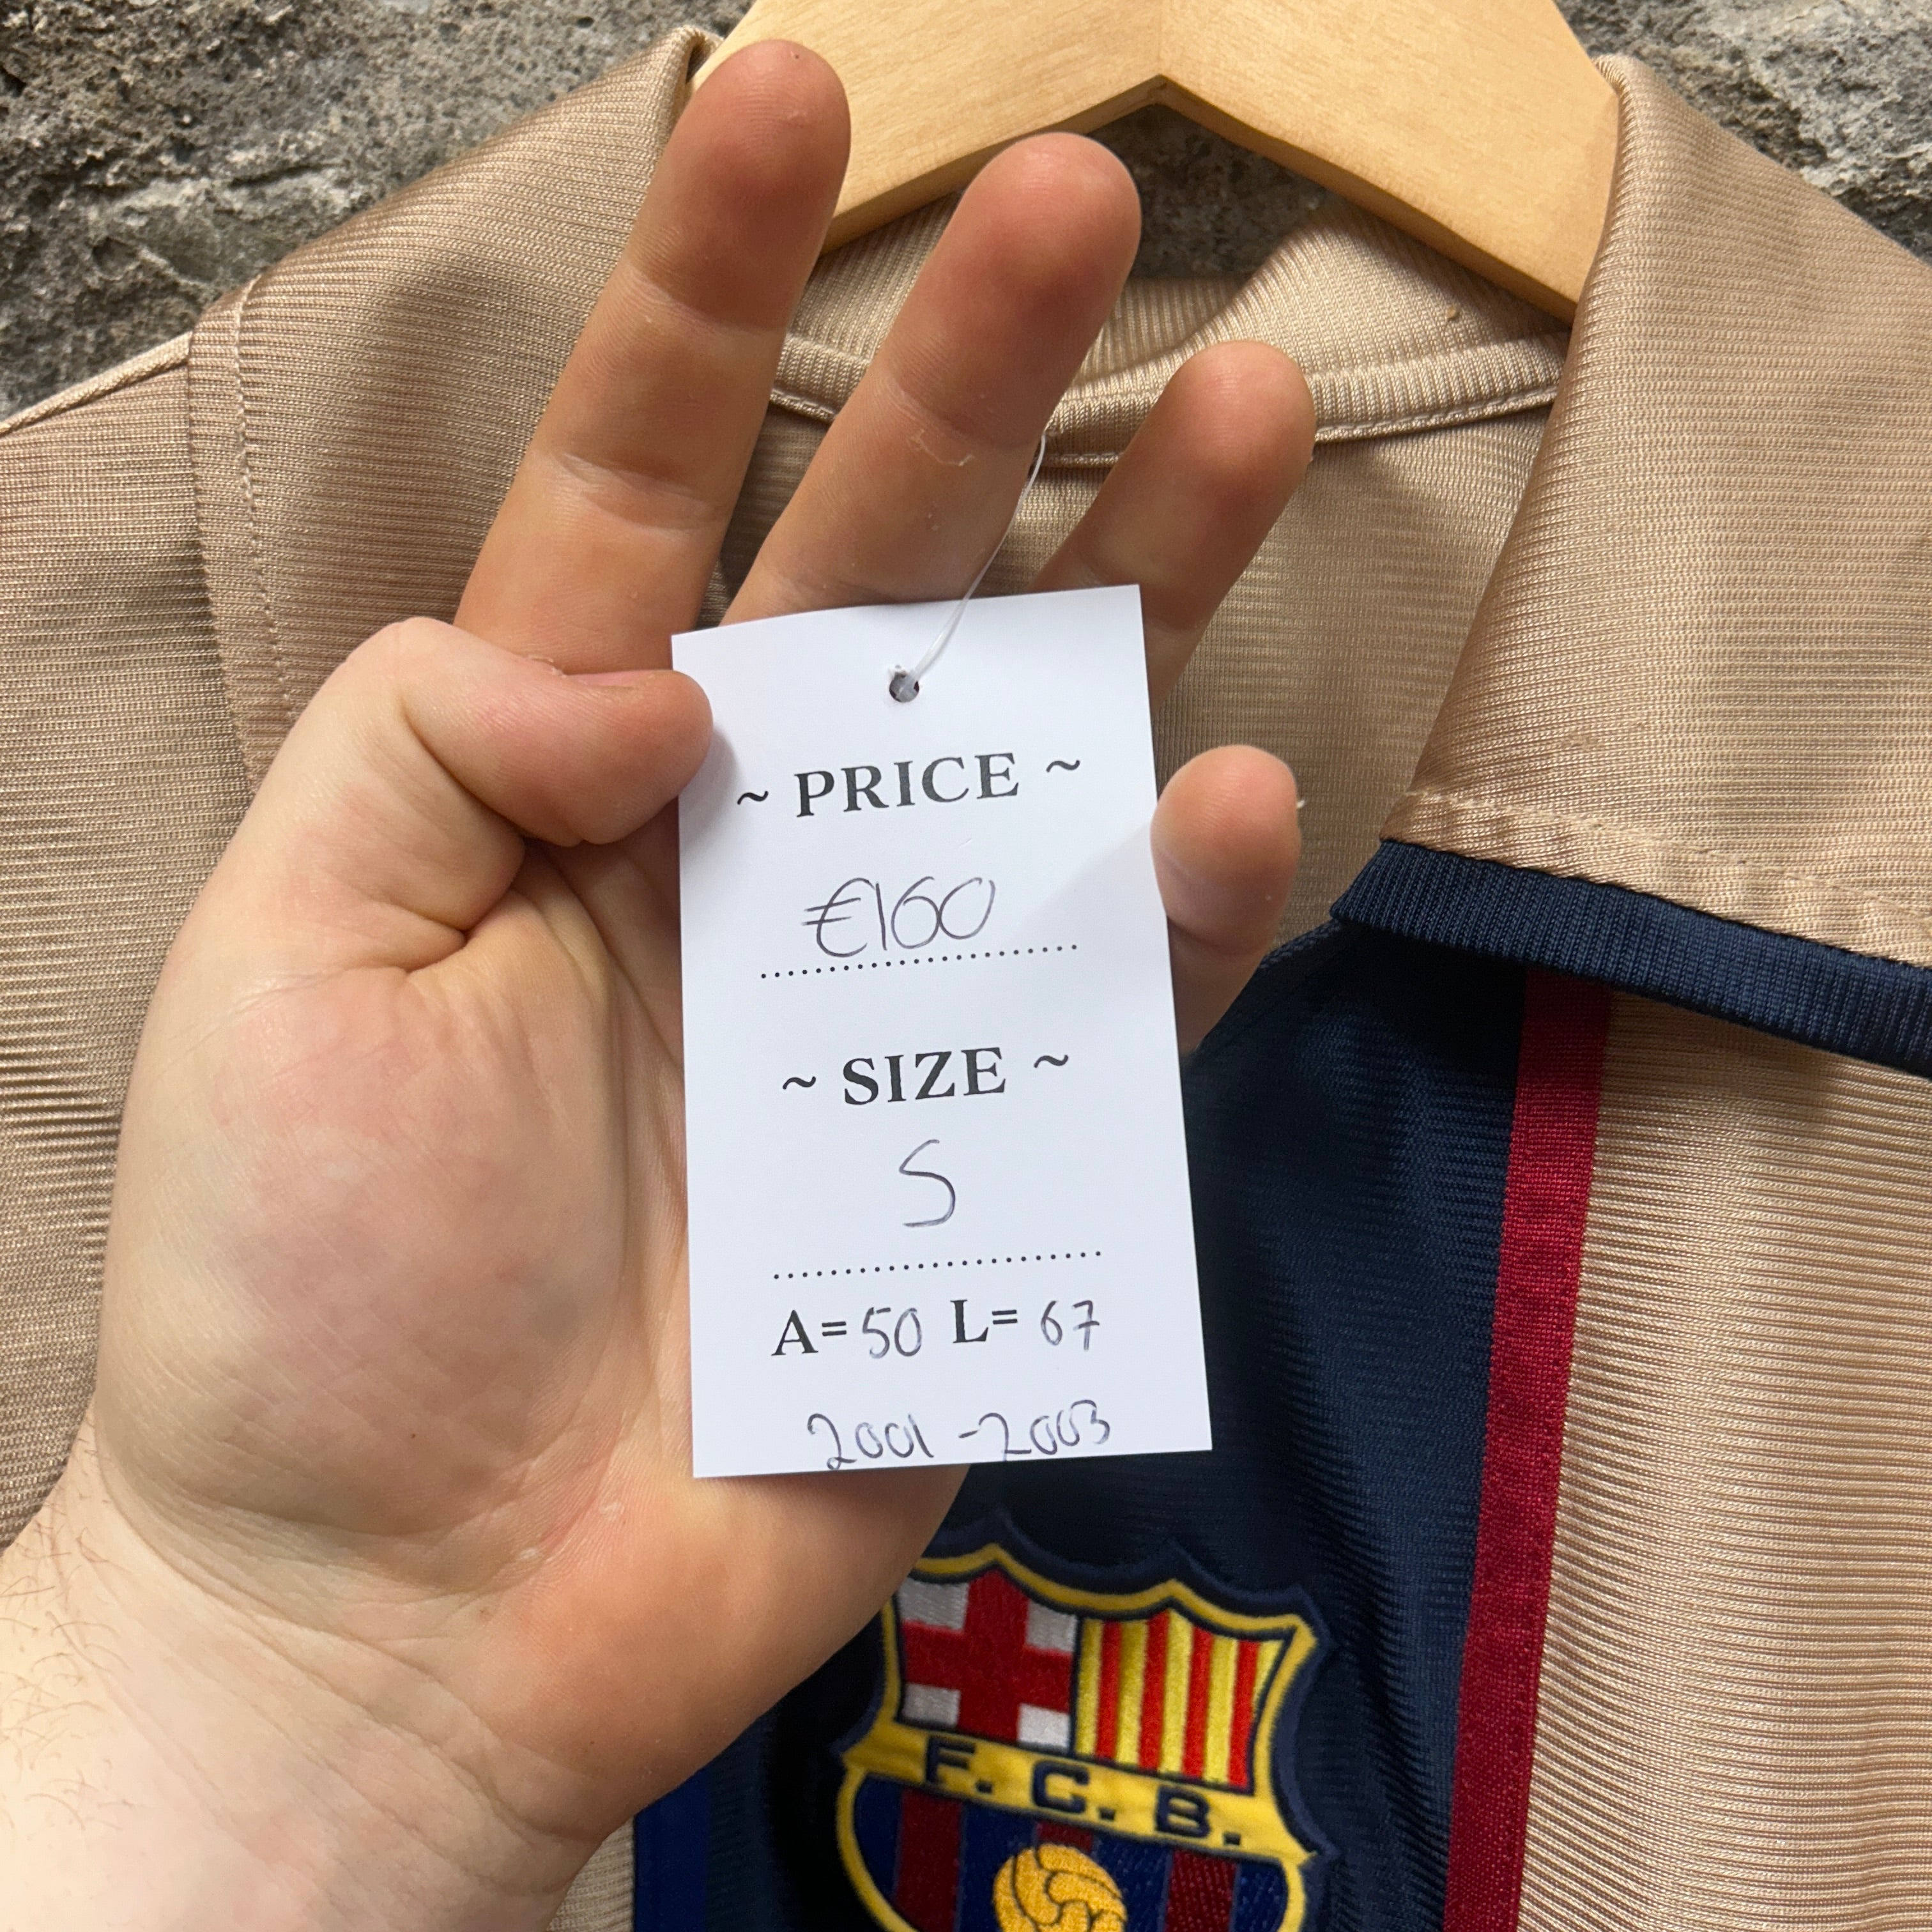 ~ PRICE ~
€160
~ SIZE ~
S
A= 50 L= 67
2001 - 2003
F. C. B.